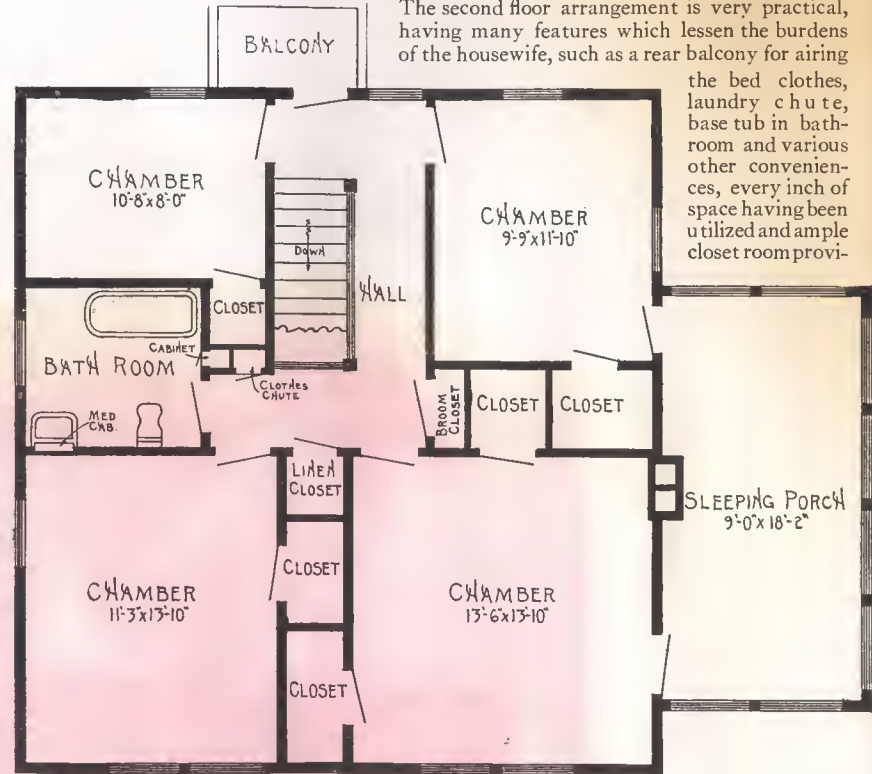 The second floor arrangement is very practical,
having many features which lessen the burdens
of the housewife, such as a rear balcony for airing
the bed clothes,
laundry chute,
base tub in bath-
room and various
other convenien-
ces, every inch of
space having been
utilized and ample
closet room provi-
BALCONY
CHAMBER
10'-8"x8'-0"
DOWN
HALL
CHAMBER
9'-9"x11'-10"
CLOSET
CABINET
BATH ROOM
CLOTHES
CHUTE
MED
CAB.
BROOM
CLOSET
CLOSET
CLOSET
LINEN
CLOSET
SLEEPING PORCH
9'-0"x18'-2"
CLOSET
CHAMBER
11'-3"x13'-10"
CHAMBER
13'-6"x13'-10"
CLOSET